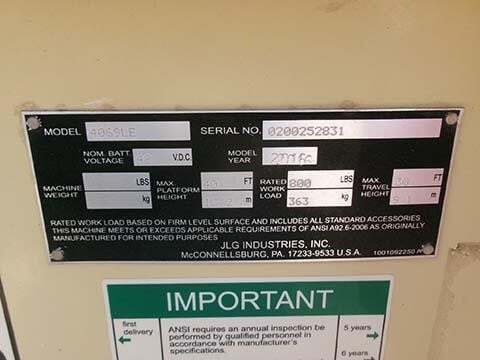 MODEL 4069LE SERIAL NO. 0200252831
NOM. BATT. VOLTAGE V.D.C. MODEL YEAR
MACHINE WEIGHT LBS MAX. PLATFORM HEIGHT FT RATED WORK LOAD 800 LBS MAX. TRAVEL HEIGHT FT
kg m 363 kg m
RATED WORK LOAD BASED ON FIRM LEVEL SURFACE AND INCLUDES ALL STANDARD ACCESSORIES
THIS MACHINE MEETS OR EXCEEDS APPLICABLE REQUIREMENTS OF ANSI A92.6-2006 AS ORIGINALLY
MANUFACTURED FOR INTENDED PURPOSES
JLG INDUSTRIES, INC.
McCONNELLSBURG, PA. 17233-9533 U.S.A. 1001092250
IMPORTANT
first delivery ANSI requires an annual inspection be 5 years
performed by qualified personnel in
accordance with manufacturer's
specifications. 6 years